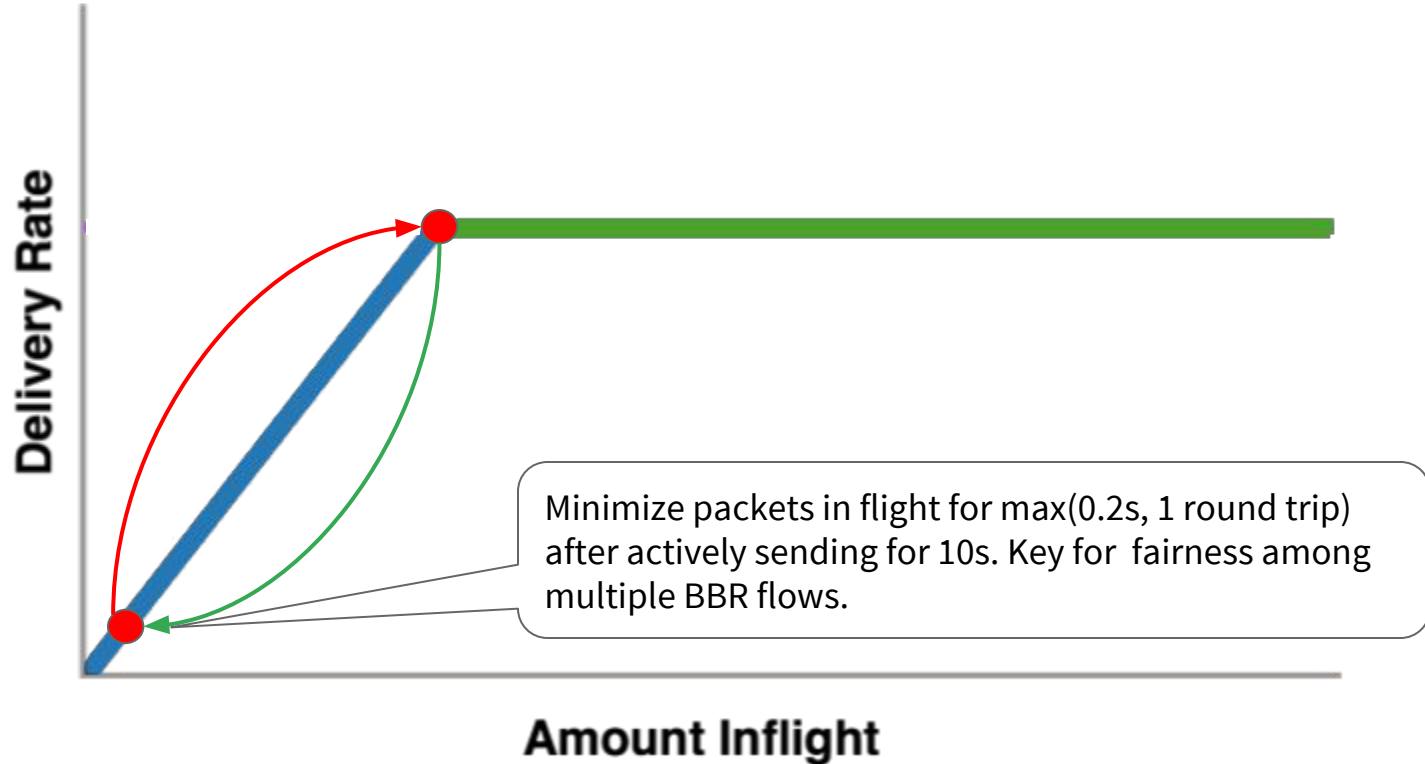 Delivery Rate
Minimize packets in flight for max(0.2s, 1 round trip)
after actively sending for 10s. Key for  fairness among
multiple BBR flows.
Amount Inflight